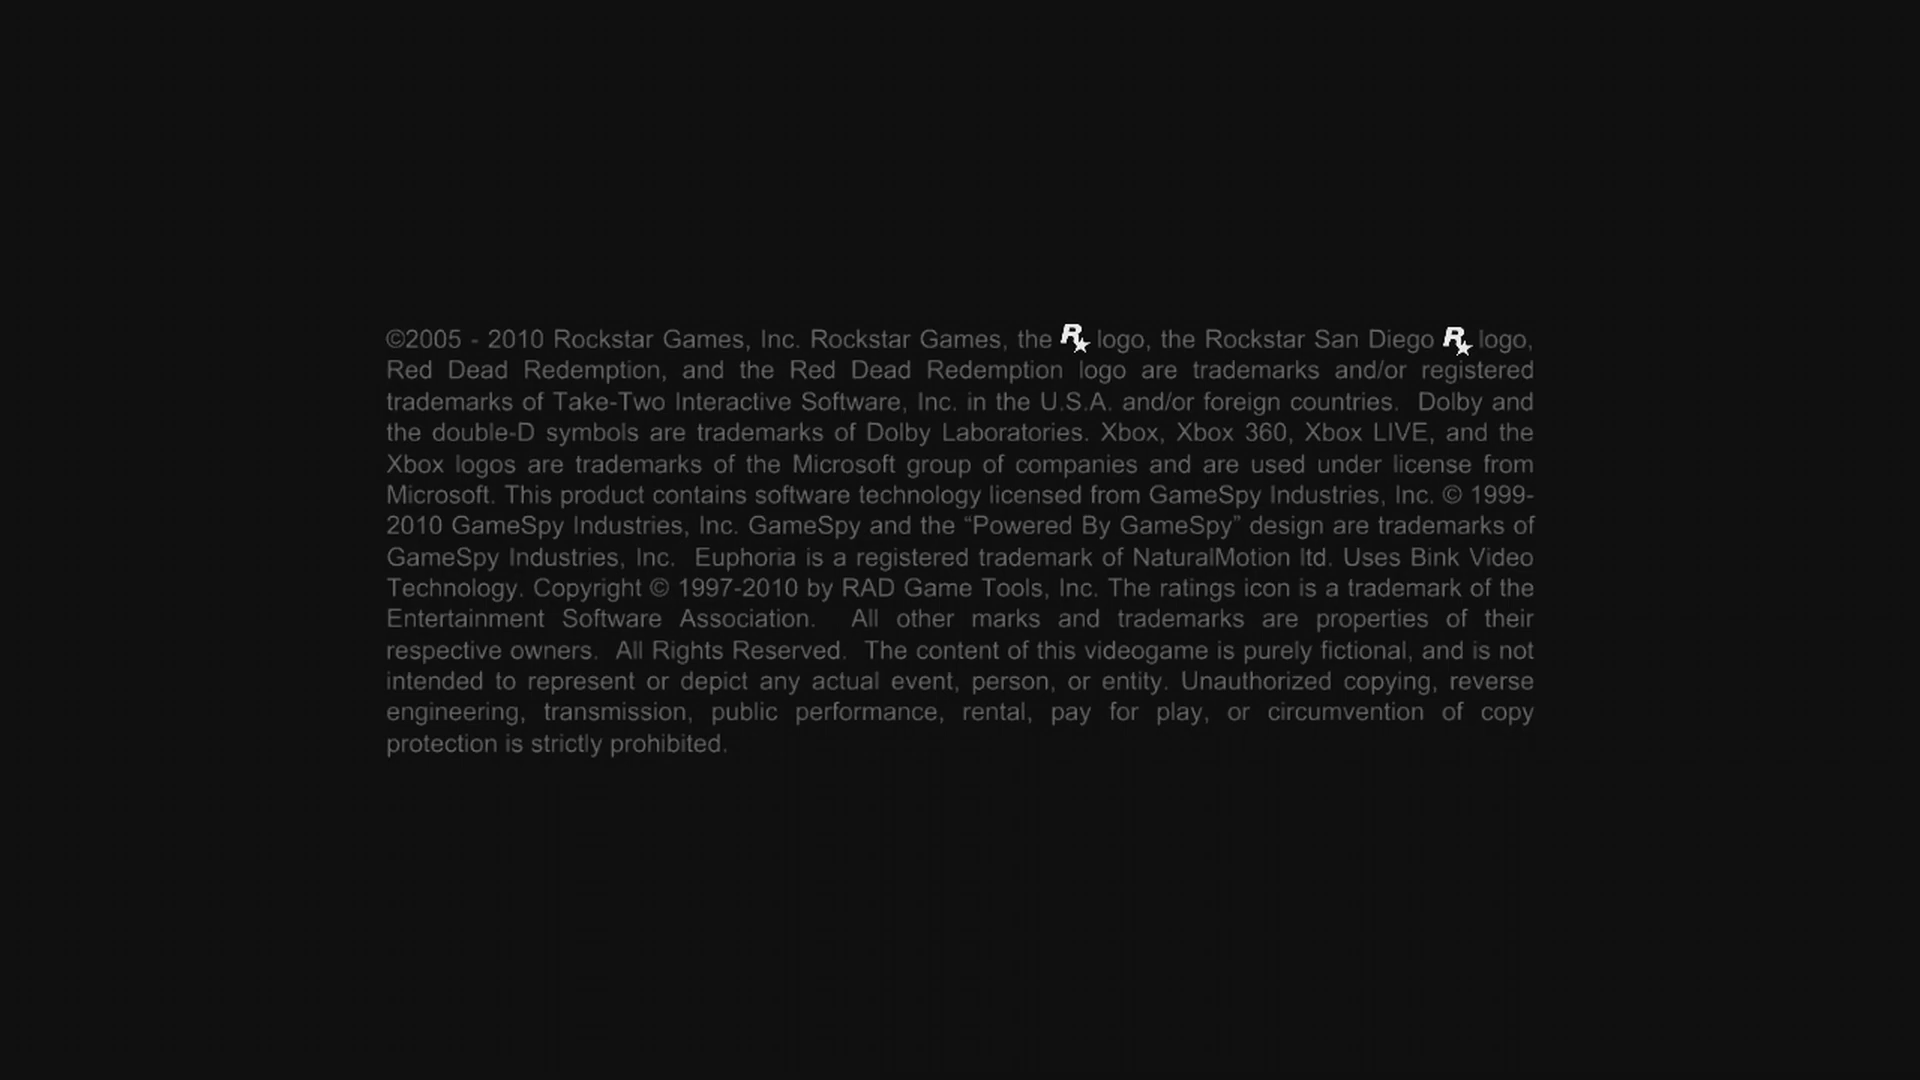 ©2005 - 2010 Rockstar Games, Inc. Rockstar Games, the R★ logo, the Rockstar San Diego R★ logo,
Red Dead Redemption, and the Red Dead Redemption logo are trademarks and/or registered
trademarks of Take-Two Interactive Software, Inc. in the U.S.A. and/or foreign countries.  Dolby and
the double-D symbols are trademarks of Dolby Laboratories. Xbox, Xbox 360, Xbox LIVE, and the
Xbox logos are trademarks of the Microsoft group of companies and are used under license from
Microsoft. This product contains software technology licensed from GameSpy Industries, Inc. © 1999-
2010 GameSpy Industries, Inc. GameSpy and the “Powered By GameSpy” design are trademarks of
GameSpy Industries, Inc.  Euphoria is a registered trademark of NaturalMotion ltd. Uses Bink Video
Technology. Copyright © 1997-2010 by RAD Game Tools, Inc. The ratings icon is a trademark of the
Entertainment Software Association.  All other marks and trademarks are properties of their
respective owners.  All Rights Reserved.  The content of this videogame is purely fictional, and is not
intended to represent or depict any actual event, person, or entity. Unauthorized copying, reverse
engineering, transmission, public performance, rental, pay for play, or circumvention of copy
protection is strictly prohibited.